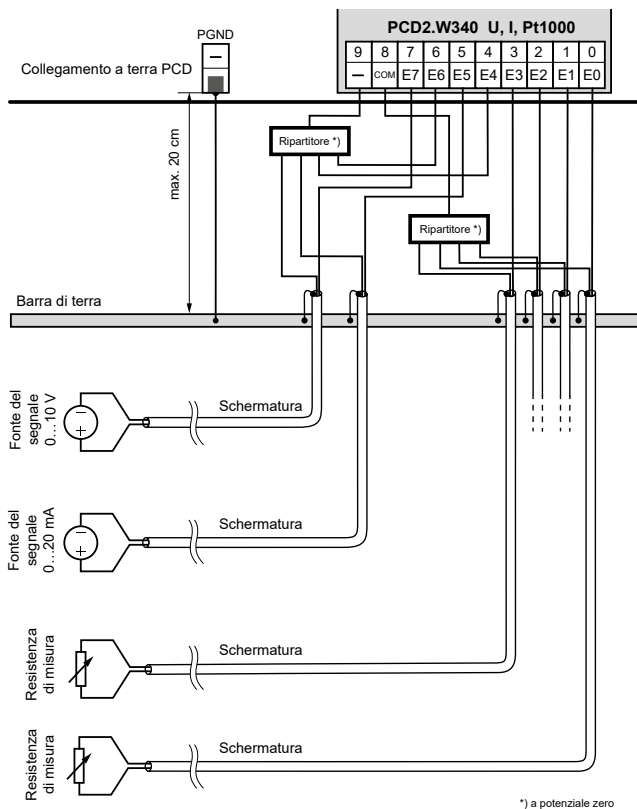 PGND
–
Collegamento a terra PCD
PCD2.W340 U, I, Pt1000
9 8 7 6 5 4 3 2 1 0
– COM E7 E6 E5 E4 E3 E2 E1 E0
max. 20 cm
Ripartitore *)
Ripartitore *)
Barra di terra
Fonte del
segnale
0...10 V
– +
Schermatura
Fonte del
segnale
0...20 mA
– +
Schermatura
Resistenza
di misura
Schermatura
Resistenza
di misura
Schermatura
*) a potenziale zero